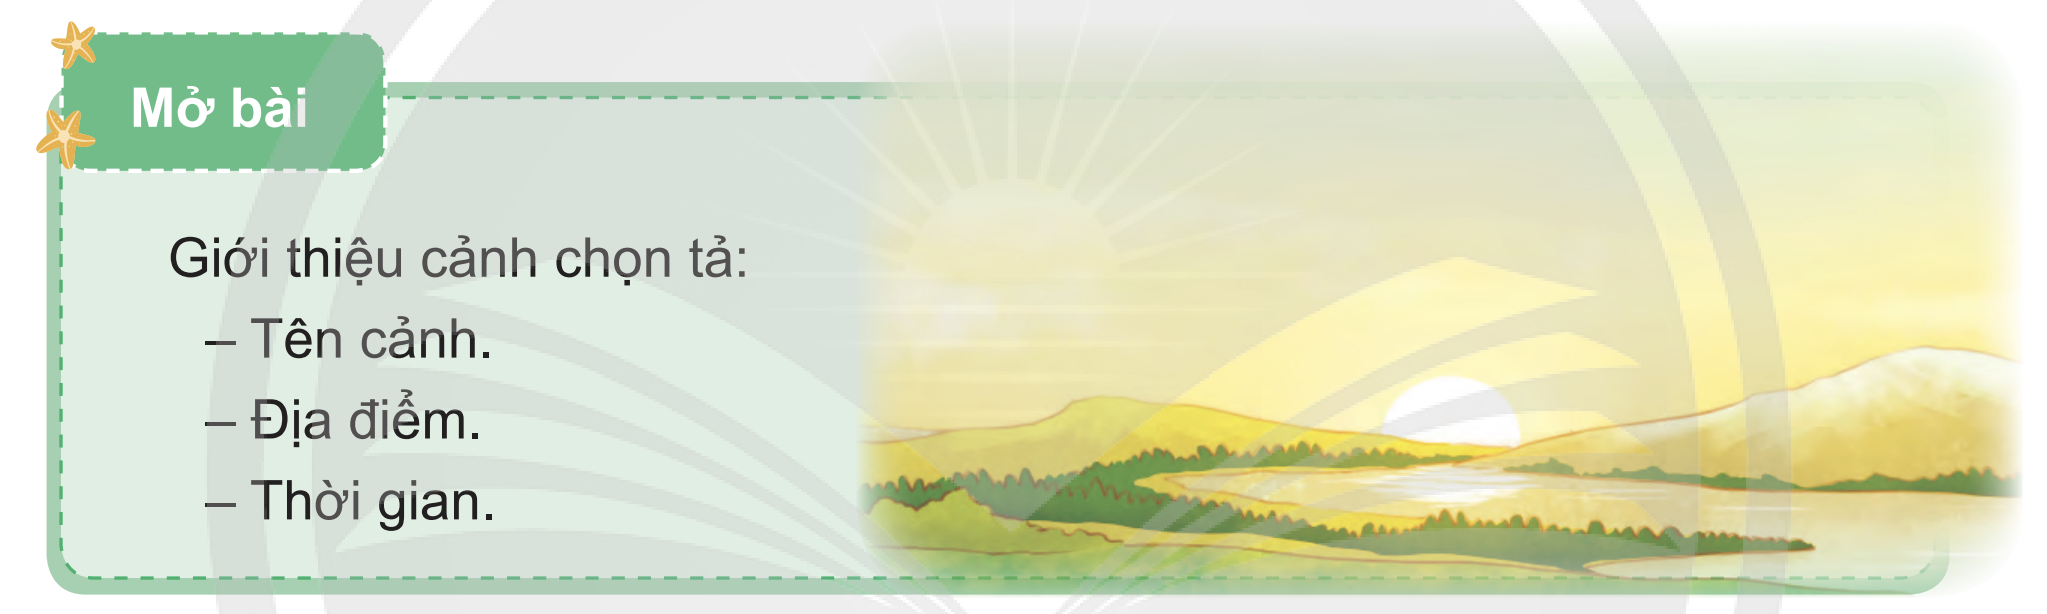 Mở bài
Giới thiệu cảnh chọn tả:
– Tên cảnh.
– Địa điểm.
– Thời gian.